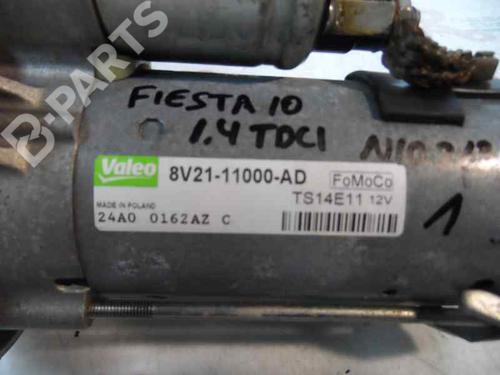 B-PARTS
FIESTA 10
1.4 TDCI
Valeo
8V21-11000-AD
FoMoCo
MADE IN POLAND
TS14E11 12V
24A0 0162AZ C
1